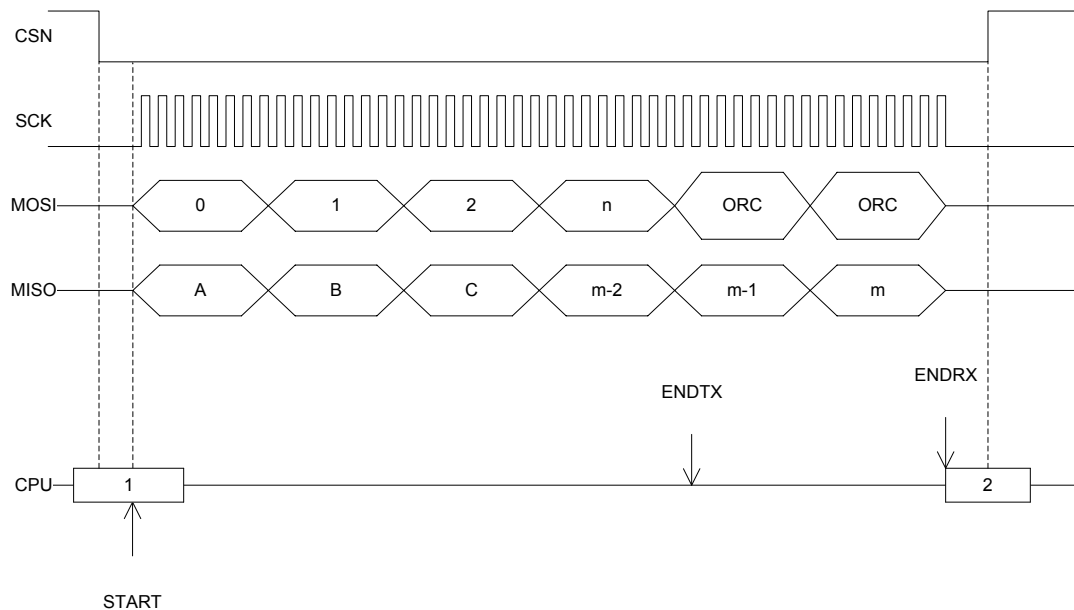 CSN
SCK
MOSI 0 1 2 n ORC ORC
MISO A B C m-2 m-1 m
ENDTX ENDRX
CPU 1 2
START